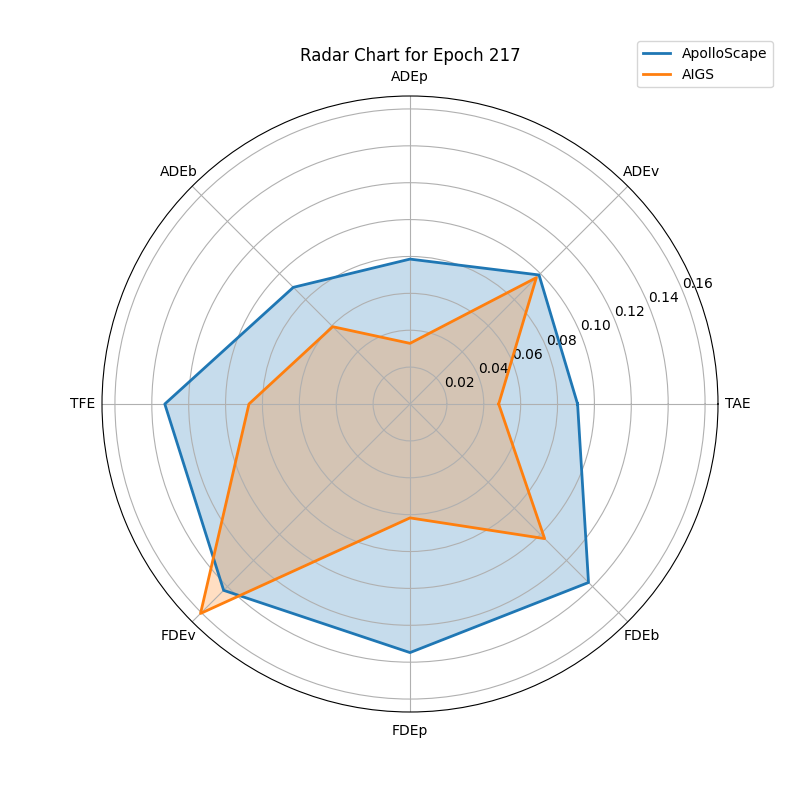 Radar Chart for Epoch 217
ApolloScape
AIGS
ADEp
ADEb
ADEv
0.16
0.14
0.12
0.10
0.08
0.06
0.04
0.02
TFE
TAE
FDEv
FDEb
FDEp